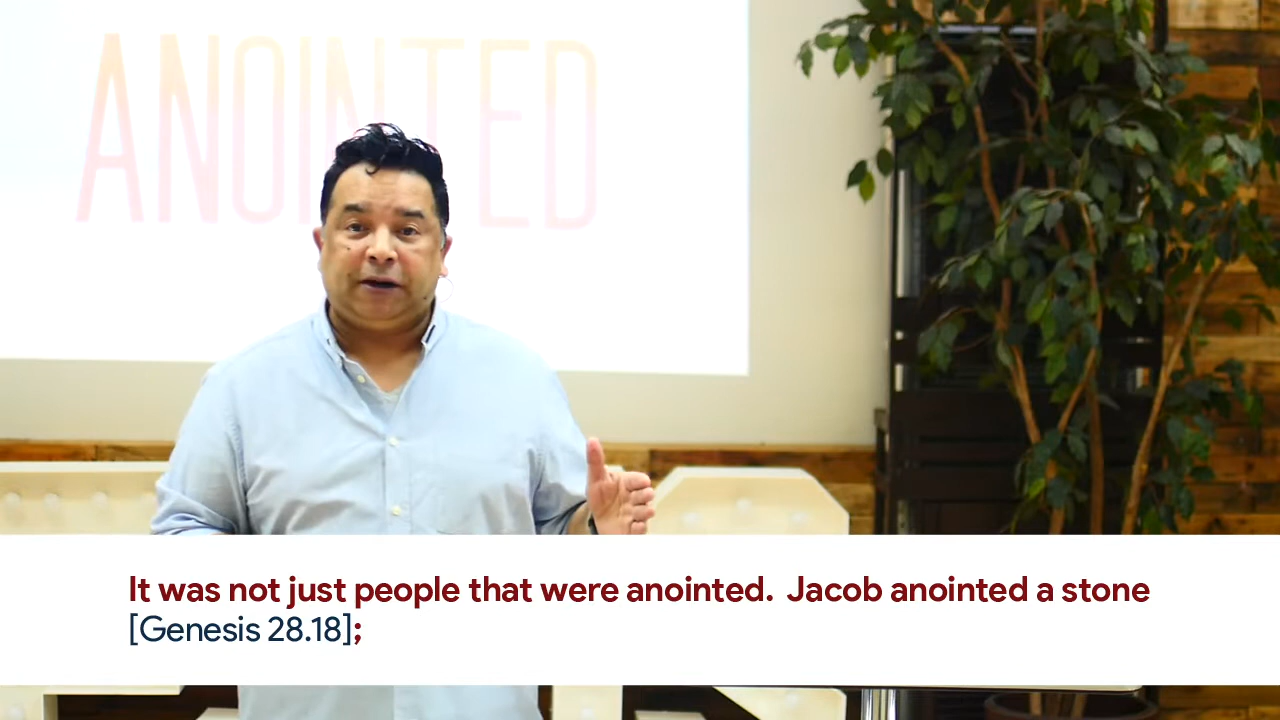 ANOINTED
It was not just people that were anointed. Jacob anointed a stone
[Genesis 28.18];